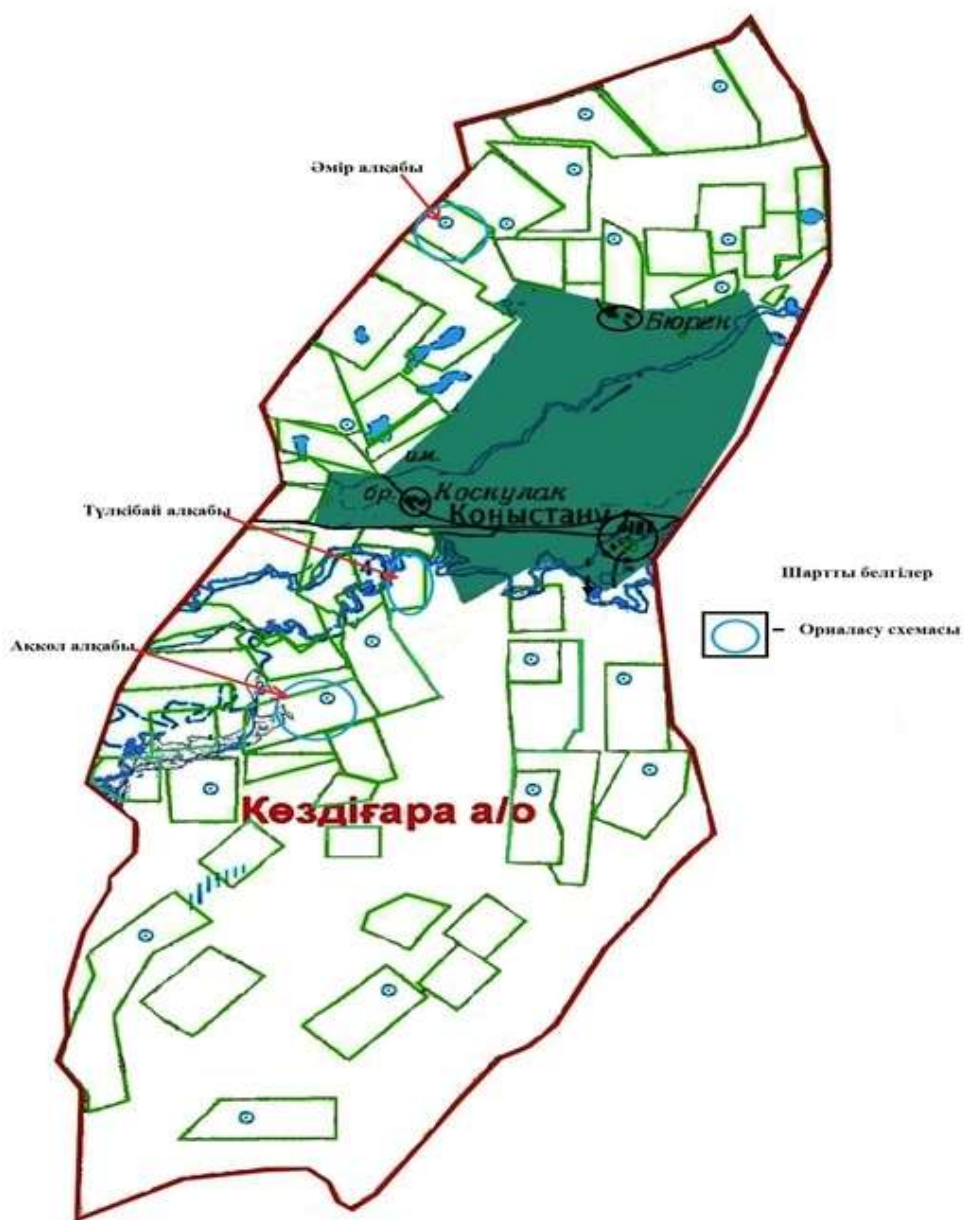 Әмір алқабы
Бюрек
им.
бр. Коскулак
Қоныстану
Түлкібай алқабы
Шартты белгілер
– Орналасу схемасы
Аккол алқабы
Көздіғара а/о